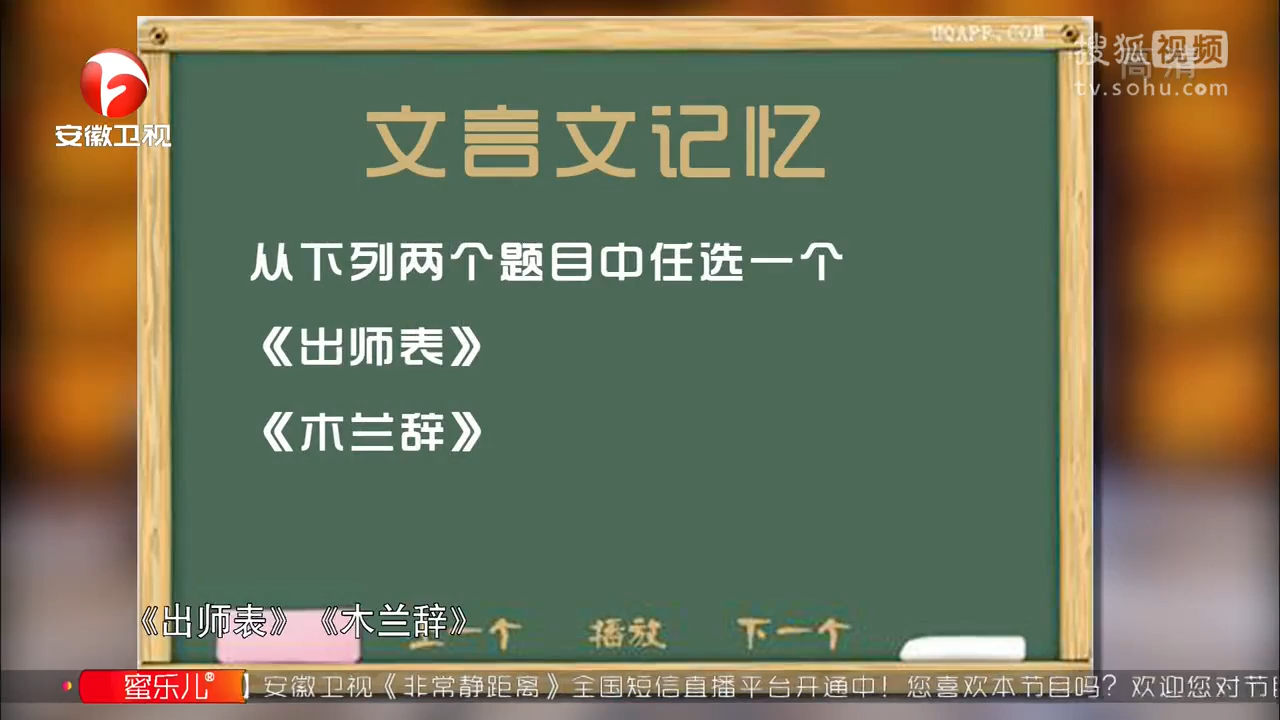 UQAPP.COM
搜狐视频
高清
tv.sohu.com
安徽卫视
文言文记忆
从下列两个题目中任选一个
《出师表》
《木兰辞》
《出师表》《木兰辞》
上一个 播放 下一个
蜜乐儿®
安徽卫视《非常静距离》全国短信直播平台开通中！您喜欢本节目吗？欢迎您对节目